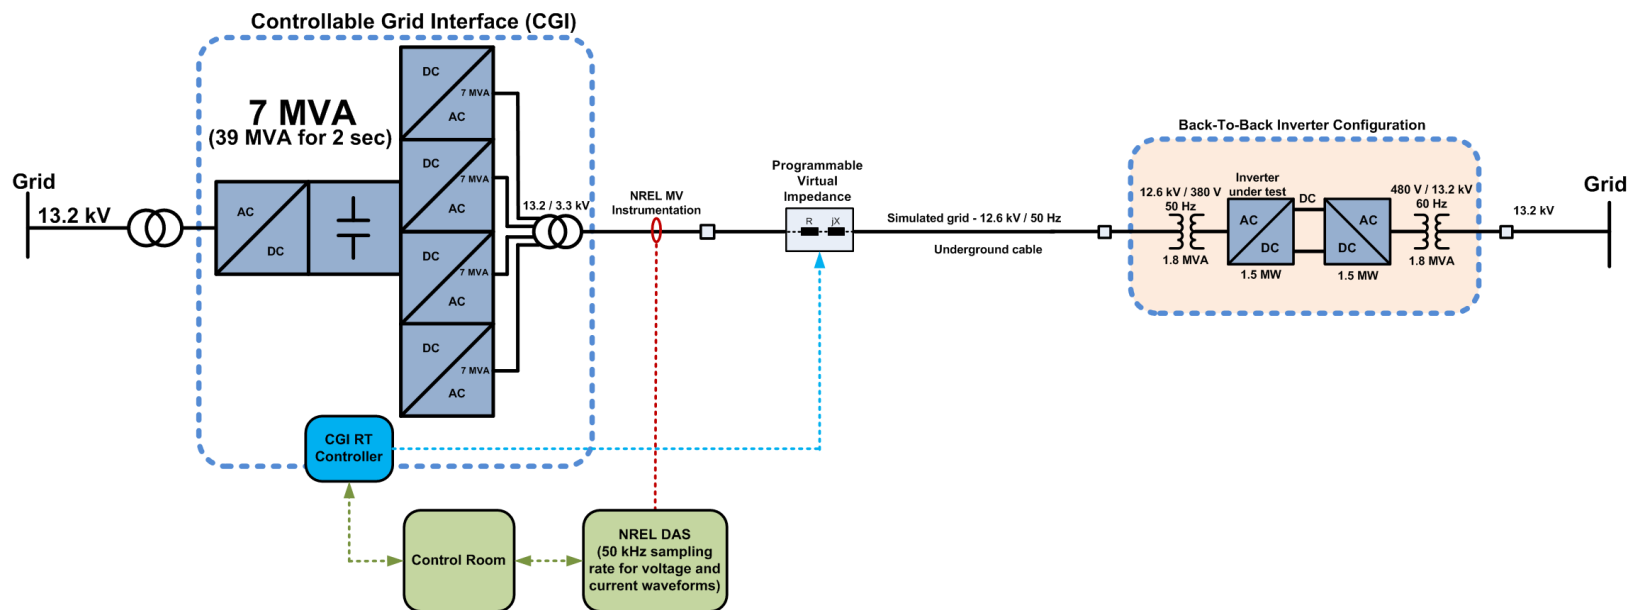 Controllable Grid Interface (CGI)
7 MVA
(39 MVA for 2 sec)
Grid
13.2 kV
AC
DC
DC
7 MVA
AC
DC
7 MVA
AC
DC
7 MVA
AC
DC
7 MVA
AC
13.2 / 3.3 kV
CGI RT
Controller
Control Room
NREL DAS
(50 kHz sampling
rate for voltage and
current waveforms)
NREL MV
Instrumentation
Programmable
Virtual
Impedance
R
jX
Simulated grid - 12.6 kV / 50 Hz
Underground cable
Back-To-Back Inverter Configuration
12.6 kV / 380 V
50 Hz
1.8 MVA
Inverter
under test
AC
DC
1.5 MW
DC
AC
DC
1.5 MW
480 V / 13.2 kV
60 Hz
1.8 MVA
13.2 kV
Grid